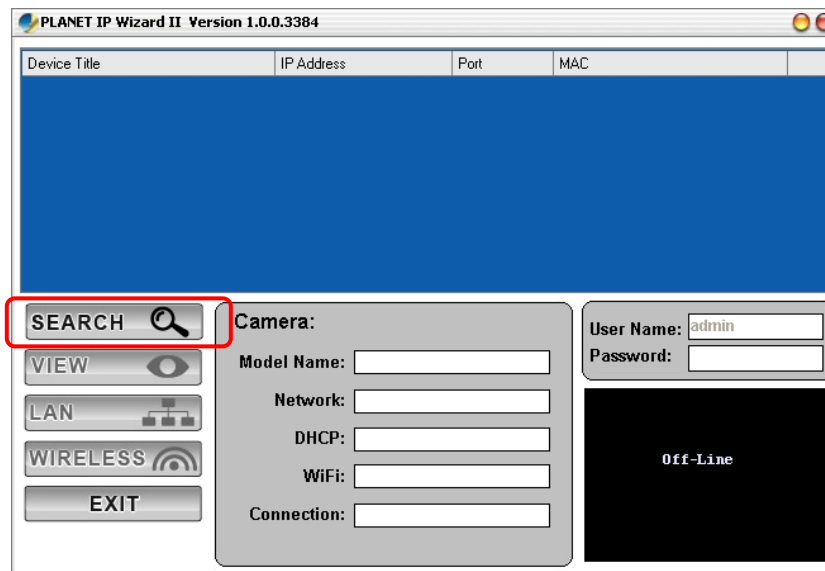 PLANET IP Wizard II Version 1.0.0.3384
Device Title IP Address Port MAC
SEARCH
VIEW
LAN
WIRELESS
EXIT
Camera:
Model Name:
Network:
DHCP:
WiFi:
Connection:
User Name: admin
Password:
Off-Line